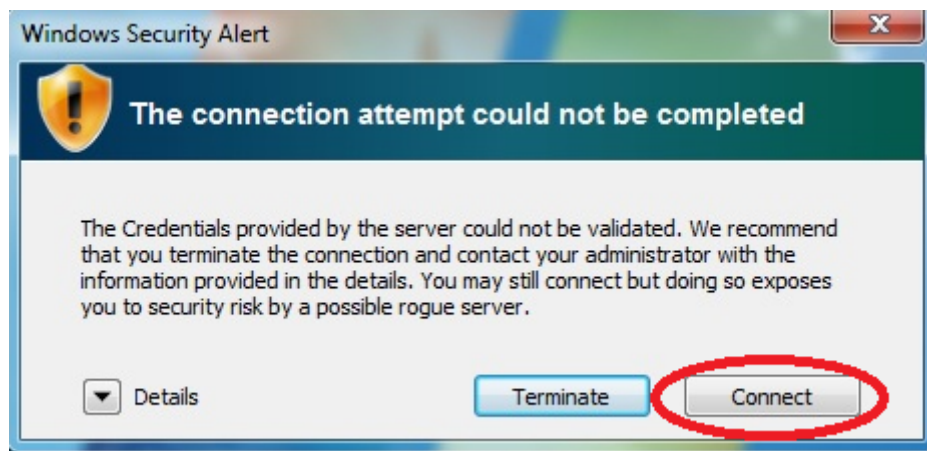 Windows Security Alert
The connection attempt could not be completed
The Credentials provided by the server could not be validated. We recommend
that you terminate the connection and contact your administrator with the
information provided in the details. You may still connect but doing so exposes
you to security risk by a possible rogue server.
Details Terminate Connect